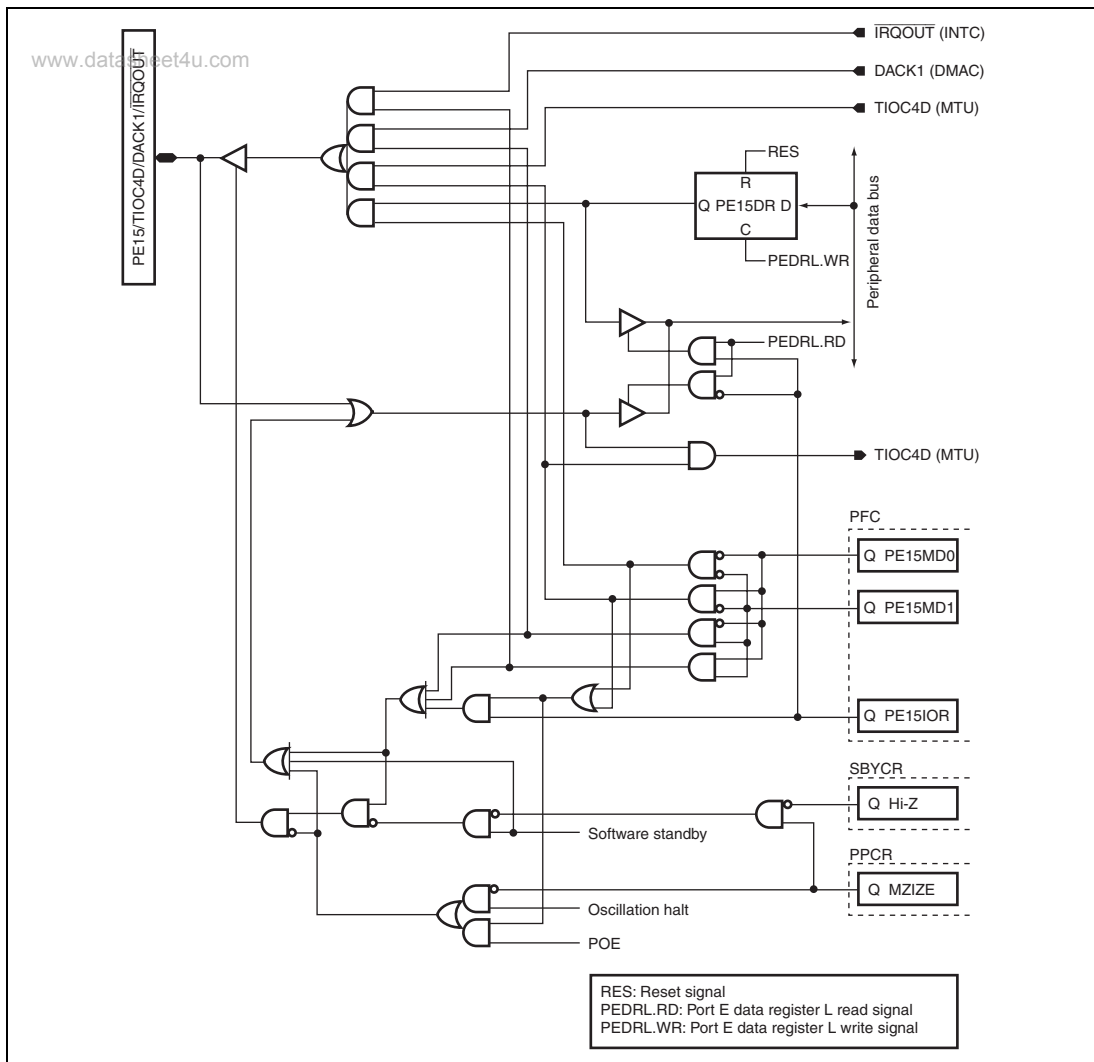 www.datasheet4u.com
PE15/TIOC4D/DACK1/IRQOUT
IRQOUT (INTC)
DACK1 (DMAC)
TIOC4D (MTU)
RES
R
Q PE15DR D
C
PEDRL.WR
Peripheral data bus
PEDRL.RD
TIOC4D (MTU)
PFC
Q PE15MD0
Q PE15MD1
Q PE15IOR
SBYCR
Q Hi-Z
Software standby
PPCR
Q MZIZE
Oscillation halt
POE
RES: Reset signal
PEDRL.RD: Port E data register L read signal
PEDRL.WR: Port E data register L write signal